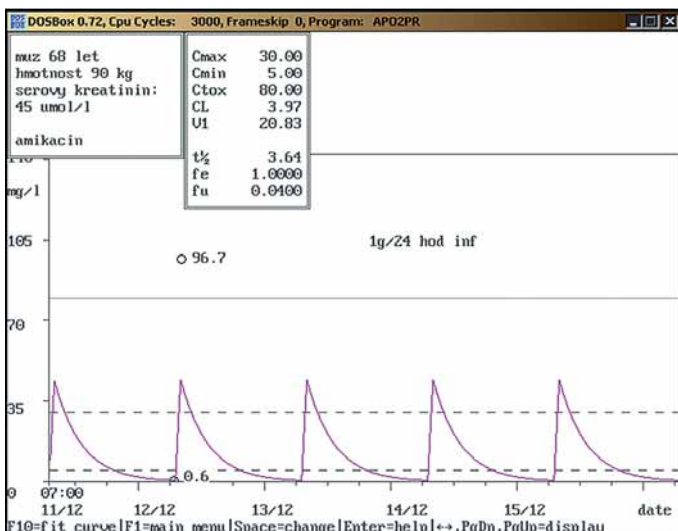 DOSBox 0.72, Cpu Cycles: 3000, Frameskip 0, Program: APO2PR
muz 68 let
hmotnost 90 kg
serovy kreatinin:
45 umol/l
amikacin
Cmax 30.00
Cmin 5.00
Ctox 80.00
CL 3.97
V1 20.83
t½ 3.64
fe 1.0000
fu 0.0400
140
mg/l
105
1g/24 hod inf
96.7
70
35
0.6
0 07:00
11/12 12/12 13/12 14/12 15/12 date
F10=fit curve|F1=main menu|Space=change|Enter=help|↔,PgDn,PgUp=display